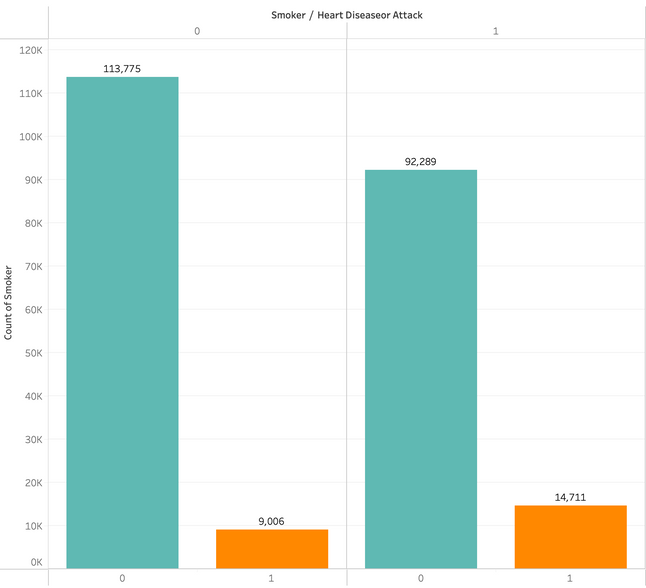 Smoker / Heart Diseaseor Attack
0
1
120K
113,775
110K
100K
92,289
90K
80K
70K
60K
50K
40K
30K
20K
14,711
10K
9,006
0K
Count of Smoker
0
1
0
1